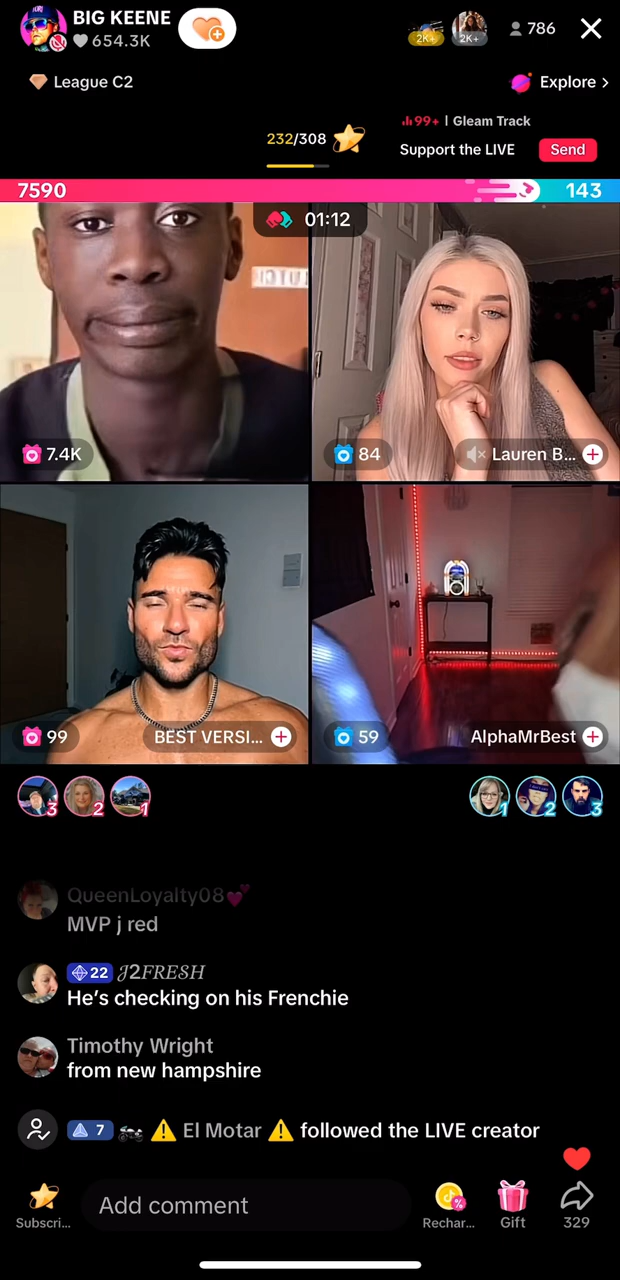 BIG KEENE
654.3K
2K+
2K+
786
League C2
Explore >
99+ | Gleam Track
232/308
Support the LIVE
Send
7590
143
01:12
7.4K
84
Lauren B...
99
BEST VERSI...
59
AlphaMrBest
3
2
1
1
2
3
QueenLoyalty08💕
MVP j red
22 𝒥2𝐹𝑅𝐸𝑆𝐻
He's checking on his Frenchie
Timothy Wright
from new hampshire
7 🏍️ ⚠️ El Motar ⚠️ followed the LIVE creator
Add comment
Subscri...
Rechar...
Gift
329